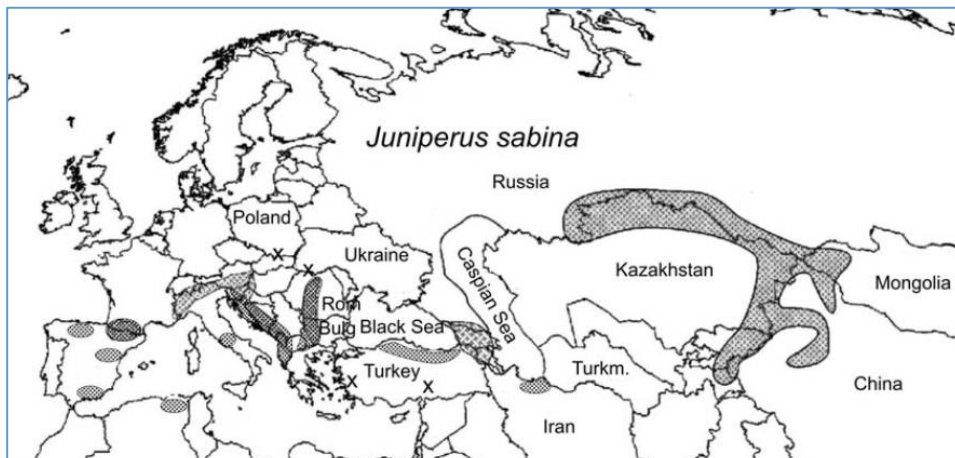 Juniperus sabina
Russia
Poland
X
Ukraine
Kazakhstan
Caspian Sea
Mongolia
X
Rom
Bulg
Black Sea
Turkey
X
X
Turkm.
China
Iran